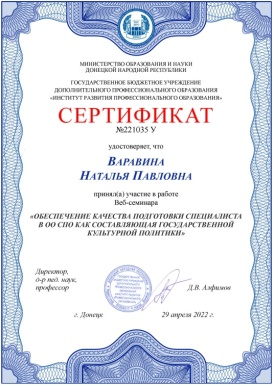 МИНИСТЕРСТВО ОБРАЗОВАНИЯ И НАУКИ
ДОНЕЦКОЙ НАРОДНОЙ РЕСПУБЛИКИ
ГОСУДАРСТВЕННОЕ БЮДЖЕТНОЕ УЧРЕЖДЕНИЕ
ДОПОЛНИТЕЛЬНОГО ПРОФЕССИОНАЛЬНОГО ОБРАЗОВАНИЯ
«ИНСТИТУТ РАЗВИТИЯ ПРОФЕССИОНАЛЬНОГО ОБРАЗОВАНИЯ»
СЕРТИФИКАТ
№221035 У
удостоверяет, что
ВАРАВИНА
НАТАЛЬЯ ПАВЛОВНА
принял(а) участие в работе
Веб-семинара
«ОБЕСПЕЧЕНИЕ КАЧЕСТВА ПОДГОТОВКИ СПЕЦИАЛИСТА
В ОО СПО КАК СОСТАВЛЯЮЩАЯ ГОСУДАРСТВЕННОЙ
КУЛЬТУРНОЙ ПОЛИТИКИ»
Директор,
д-р пед. наук,
профессор
Д.В. Алфимов
г. Донецк
29 апреля 2022 г.